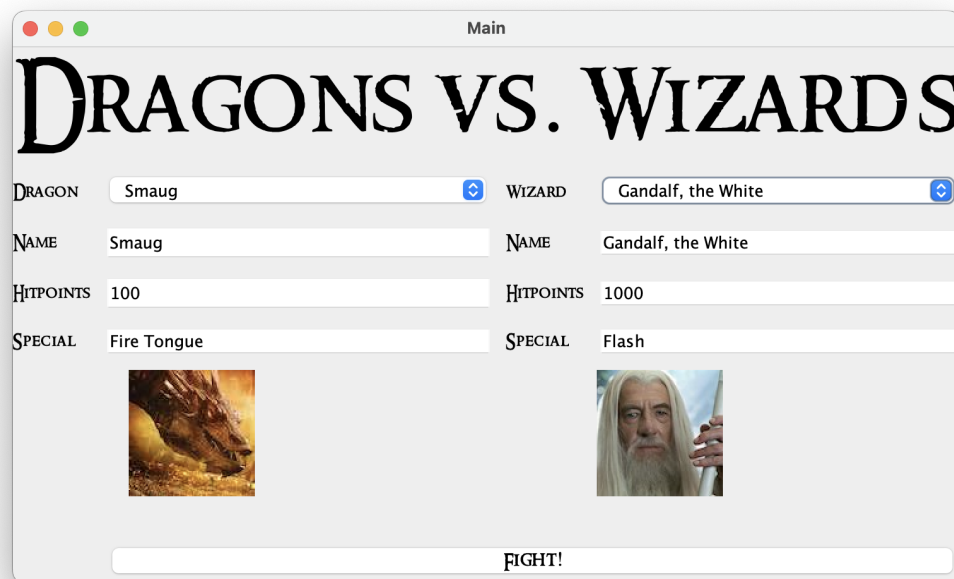 Main
Dragons vs. Wizards
Dragon Smaug Wizard Gandalf, the White
Name Smaug Name Gandalf, the White
Hitpoints 100 Hitpoints 1000
Special Fire Tongue Special Flash
Fight!